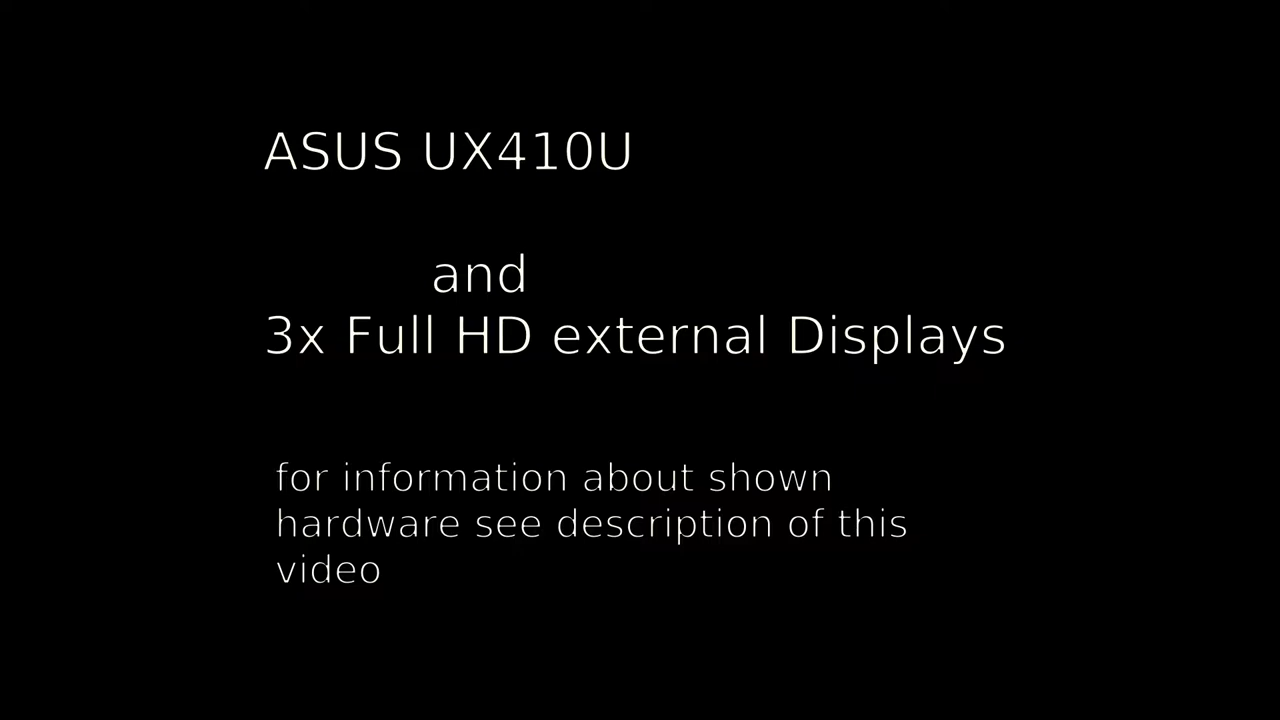 ASUS UX410U
and
3x Full HD external Displays
for information about shown
hardware see description of this
video